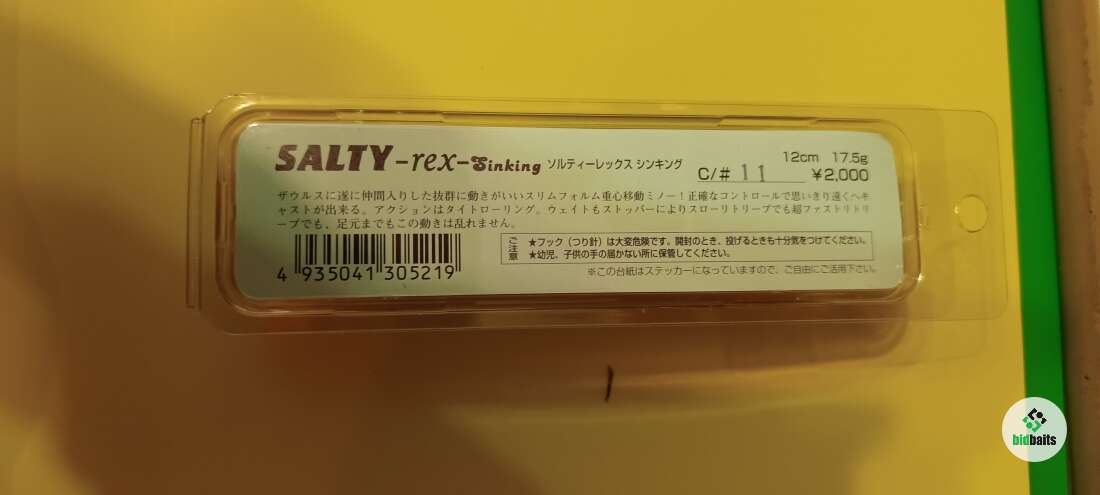 SALTY-rex-Sinking ソルティーレックス シンキング
12cm 17.5g
C/# 11 ¥2,000
ザウルスに遂に仲間入りした抜群に動きがいいスリムフォルム重心移動ミノー!正確なコントロールで思いきり遠くへキ
ャストが出来る。アクションはタイトローリング。ウェイトもストッパーによりスローリトリーブでも超ファストリトリ
ーブでも、足元までもこの動きは乱れません。
ご注意
★フック(つり針)は大変危険です。開封のとき、投げるときも十分気をつけてください。
★幼児、子供の手の届かない所に保管してください。
4 935041 305219
※この台紙はステッカーになっていますので、ご自由にご活用下さい。
bidbaits